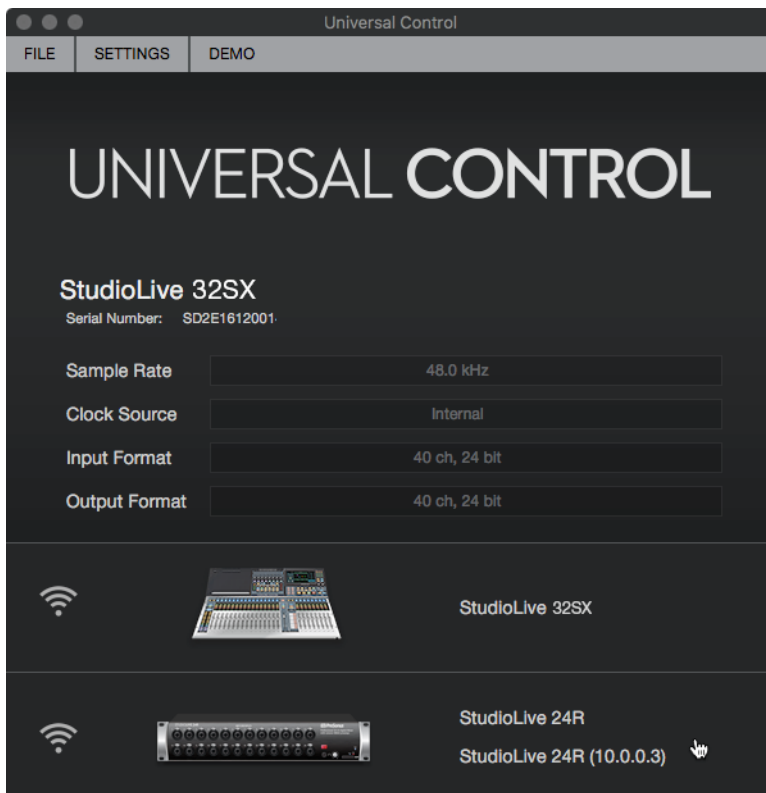 Universal Control
FILE SETTINGS DEMO
UNIVERSAL CONTROL
StudioLive 32SX
Serial Number: SD2E1612001
Sample Rate 48.0 kHz
Clock Source Internal
Input Format 40 ch, 24 bit
Output Format 40 ch, 24 bit
StudioLive 32SX
StudioLive 24R
StudioLive 24R (10.0.0.3)